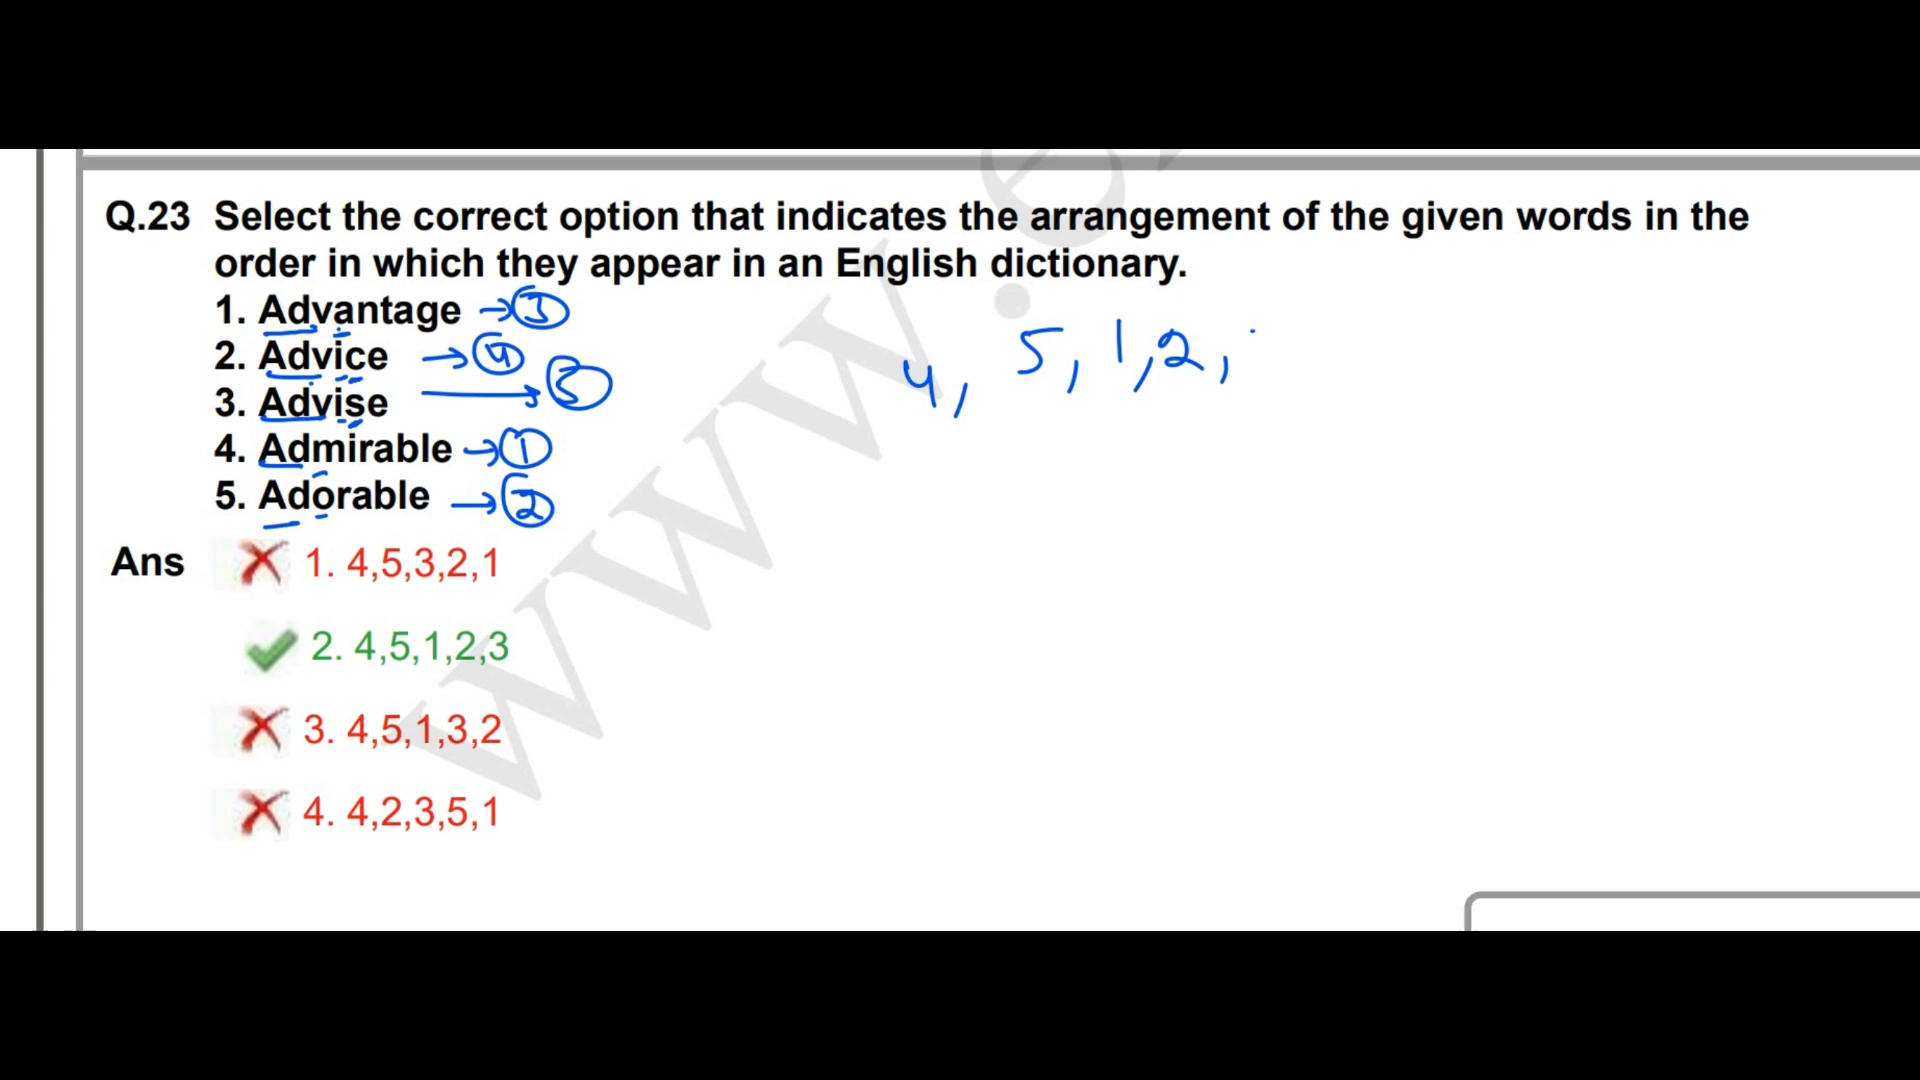 Q.23 Select the correct option that indicates the arrangement of the given words in the
order in which they appear in an English dictionary.
1. Advantage → 3
2. Advice → 4
3. Advise → 5
4. Admirable → 1
5. Adorable → 2
4, 5, 1, 2,
Ans 1. 4,5,3,2,1
2. 4,5,1,2,3
3. 4,5,1,3,2
4. 4,2,3,5,1
www.e